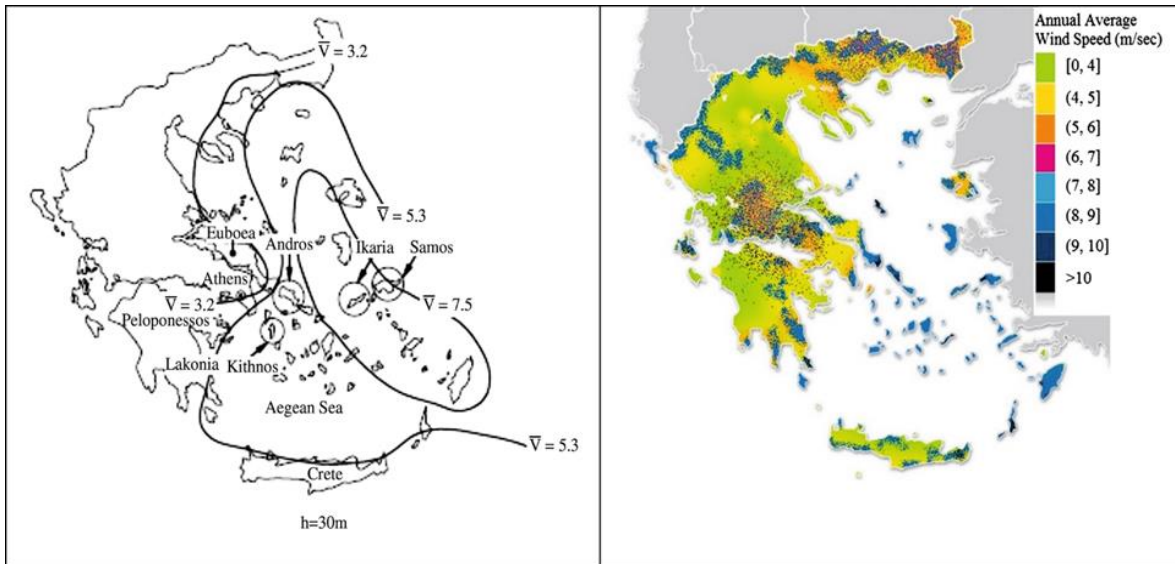 V̅ = 3.2
V̅ = 5.3
Euboea
Andros
Ikaria
Samos
Athens
V̅ = 3.2
V̅ = 7.5
Peloponessos
Lakonia
Kithnos
Aegean Sea
V̅ = 5.3
Crete
h=30m
Annual Average
Wind Speed (m/sec)
[0, 4]
(4, 5]
(5, 6]
(6, 7]
(7, 8]
(8, 9]
(9, 10]
>10